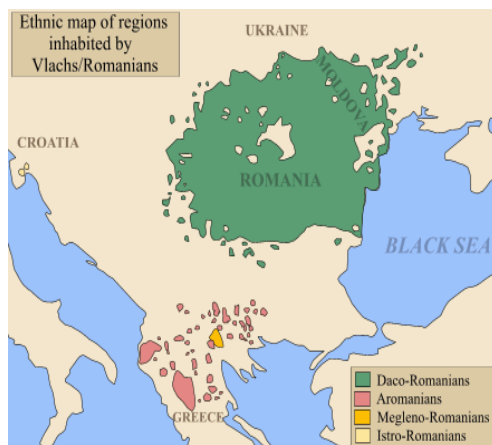 Ethnic map of regions
inhabited by
Vlachs/Romanians
UKRAINE
MOLDOVA
CROATIA
ROMANIA
BLACK SEA
GREECE
Daco-Romanians
Aromanians
Megleno-Romanians
Istro-Romanians